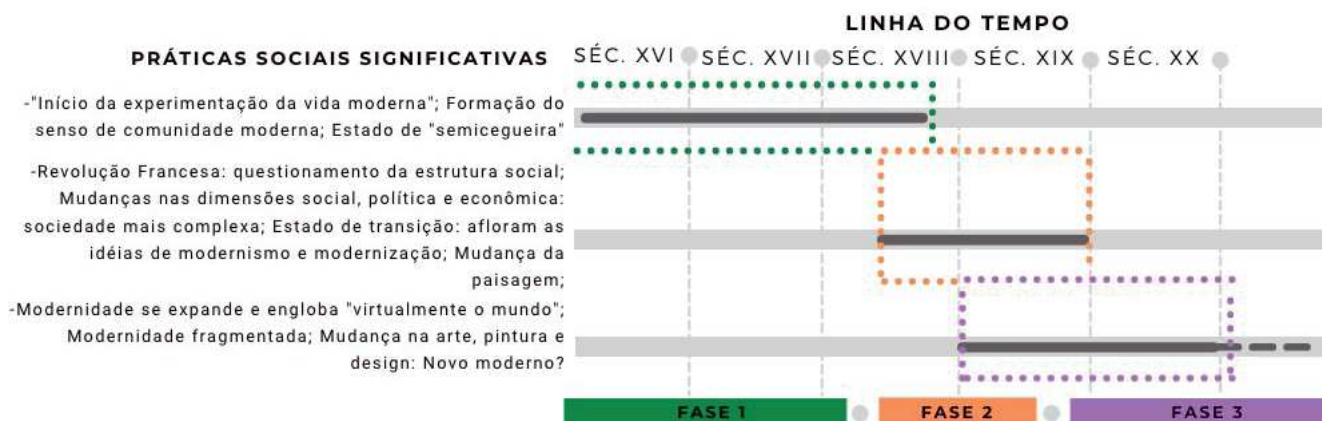 LINHA DO TEMPO
PRÁTICAS SOCIAIS SIGNIFICATIVAS
SÉC. XVI
SÉC. XVII
SÉC. XVIII
SÉC. XIX
SÉC. XX
-"Início da experimentação da vida moderna"; Formação do
senso de comunidade moderna; Estado de "semicegueira"
-Revolução Francesa: questionamento da estrutura social;
Mudanças nas dimensões social, política e econômica:
sociedade mais complexa; Estado de transição: afloram as
idéias de modernismo e modernização; Mudança da
paisagem;
-Modernidade se expande e engloba "virtualmente o mundo";
Modernidade fragmentada; Mudança na arte, pintura e
design: Novo moderno?
FASE 1
FASE 2
FASE 3